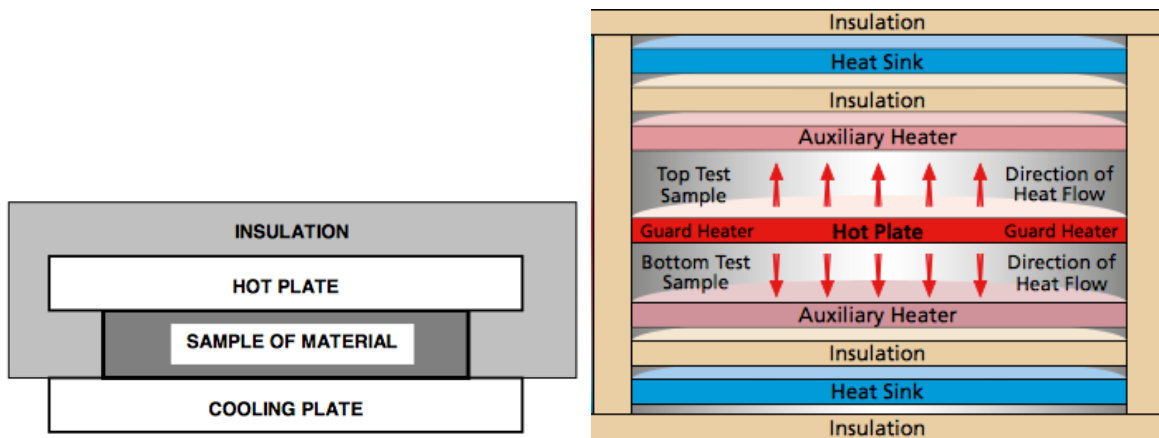 INSULATION
HOT PLATE
SAMPLE OF MATERIAL
COOLING PLATE
Insulation
Heat Sink
Insulation
Auxiliary Heater
Top Test
Sample
Direction of
Heat Flow
Guard Heater
Hot Plate
Guard Heater
Bottom Test
Sample
Direction of
Heat Flow
Auxiliary Heater
Insulation
Heat Sink
Insulation